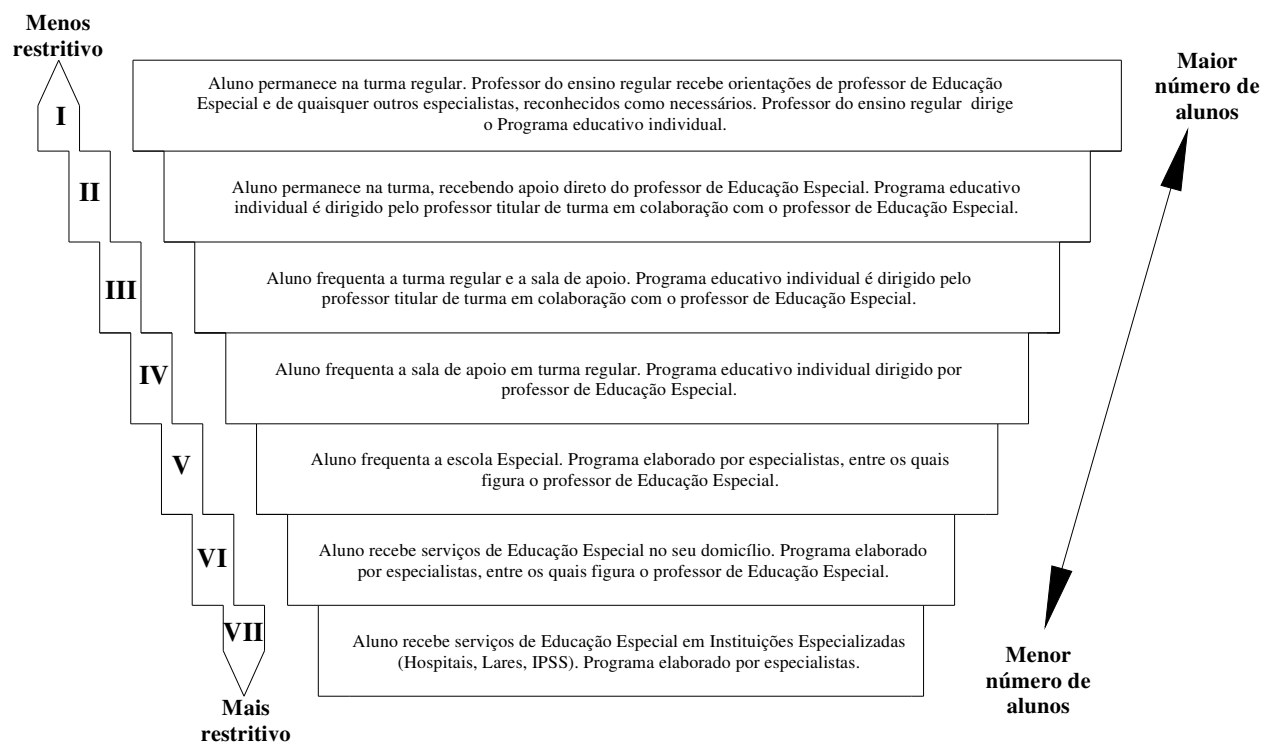 Menos
restritivo
Maior
número de
alunos
I
Aluno permanece na turma regular. Professor do ensino regular recebe orientações de professor de Educação
Especial e de quaisquer outros especialistas, reconhecidos como necessários. Professor do ensino regular dirige
o Programa educativo individual.
II
Aluno permanece na turma, recebendo apoio direto do professor de Educação Especial. Programa educativo
individual é dirigido pelo professor titular de turma em colaboração com o professor de Educação Especial.
III
Aluno frequenta a turma regular e a sala de apoio. Programa educativo individual é dirigido pelo
professor titular de turma em colaboração com o professor de Educação Especial.
IV
Aluno frequenta a sala de apoio em turma regular. Programa educativo individual dirigido por
professor de Educação Especial.
V
Aluno frequenta a escola Especial. Programa elaborado por especialistas, entre os quais
figura o professor de Educação Especial.
VI
Aluno recebe serviços de Educação Especial no seu domicílio. Programa elaborado
por especialistas, entre os quais figura o professor de Educação Especial.
VII
Aluno recebe serviços de Educação Especial em Instituições Especializadas
(Hospitais, Lares, IPSS). Programa elaborado por especialistas.
Menor
número de
alunos
Mais
restritivo